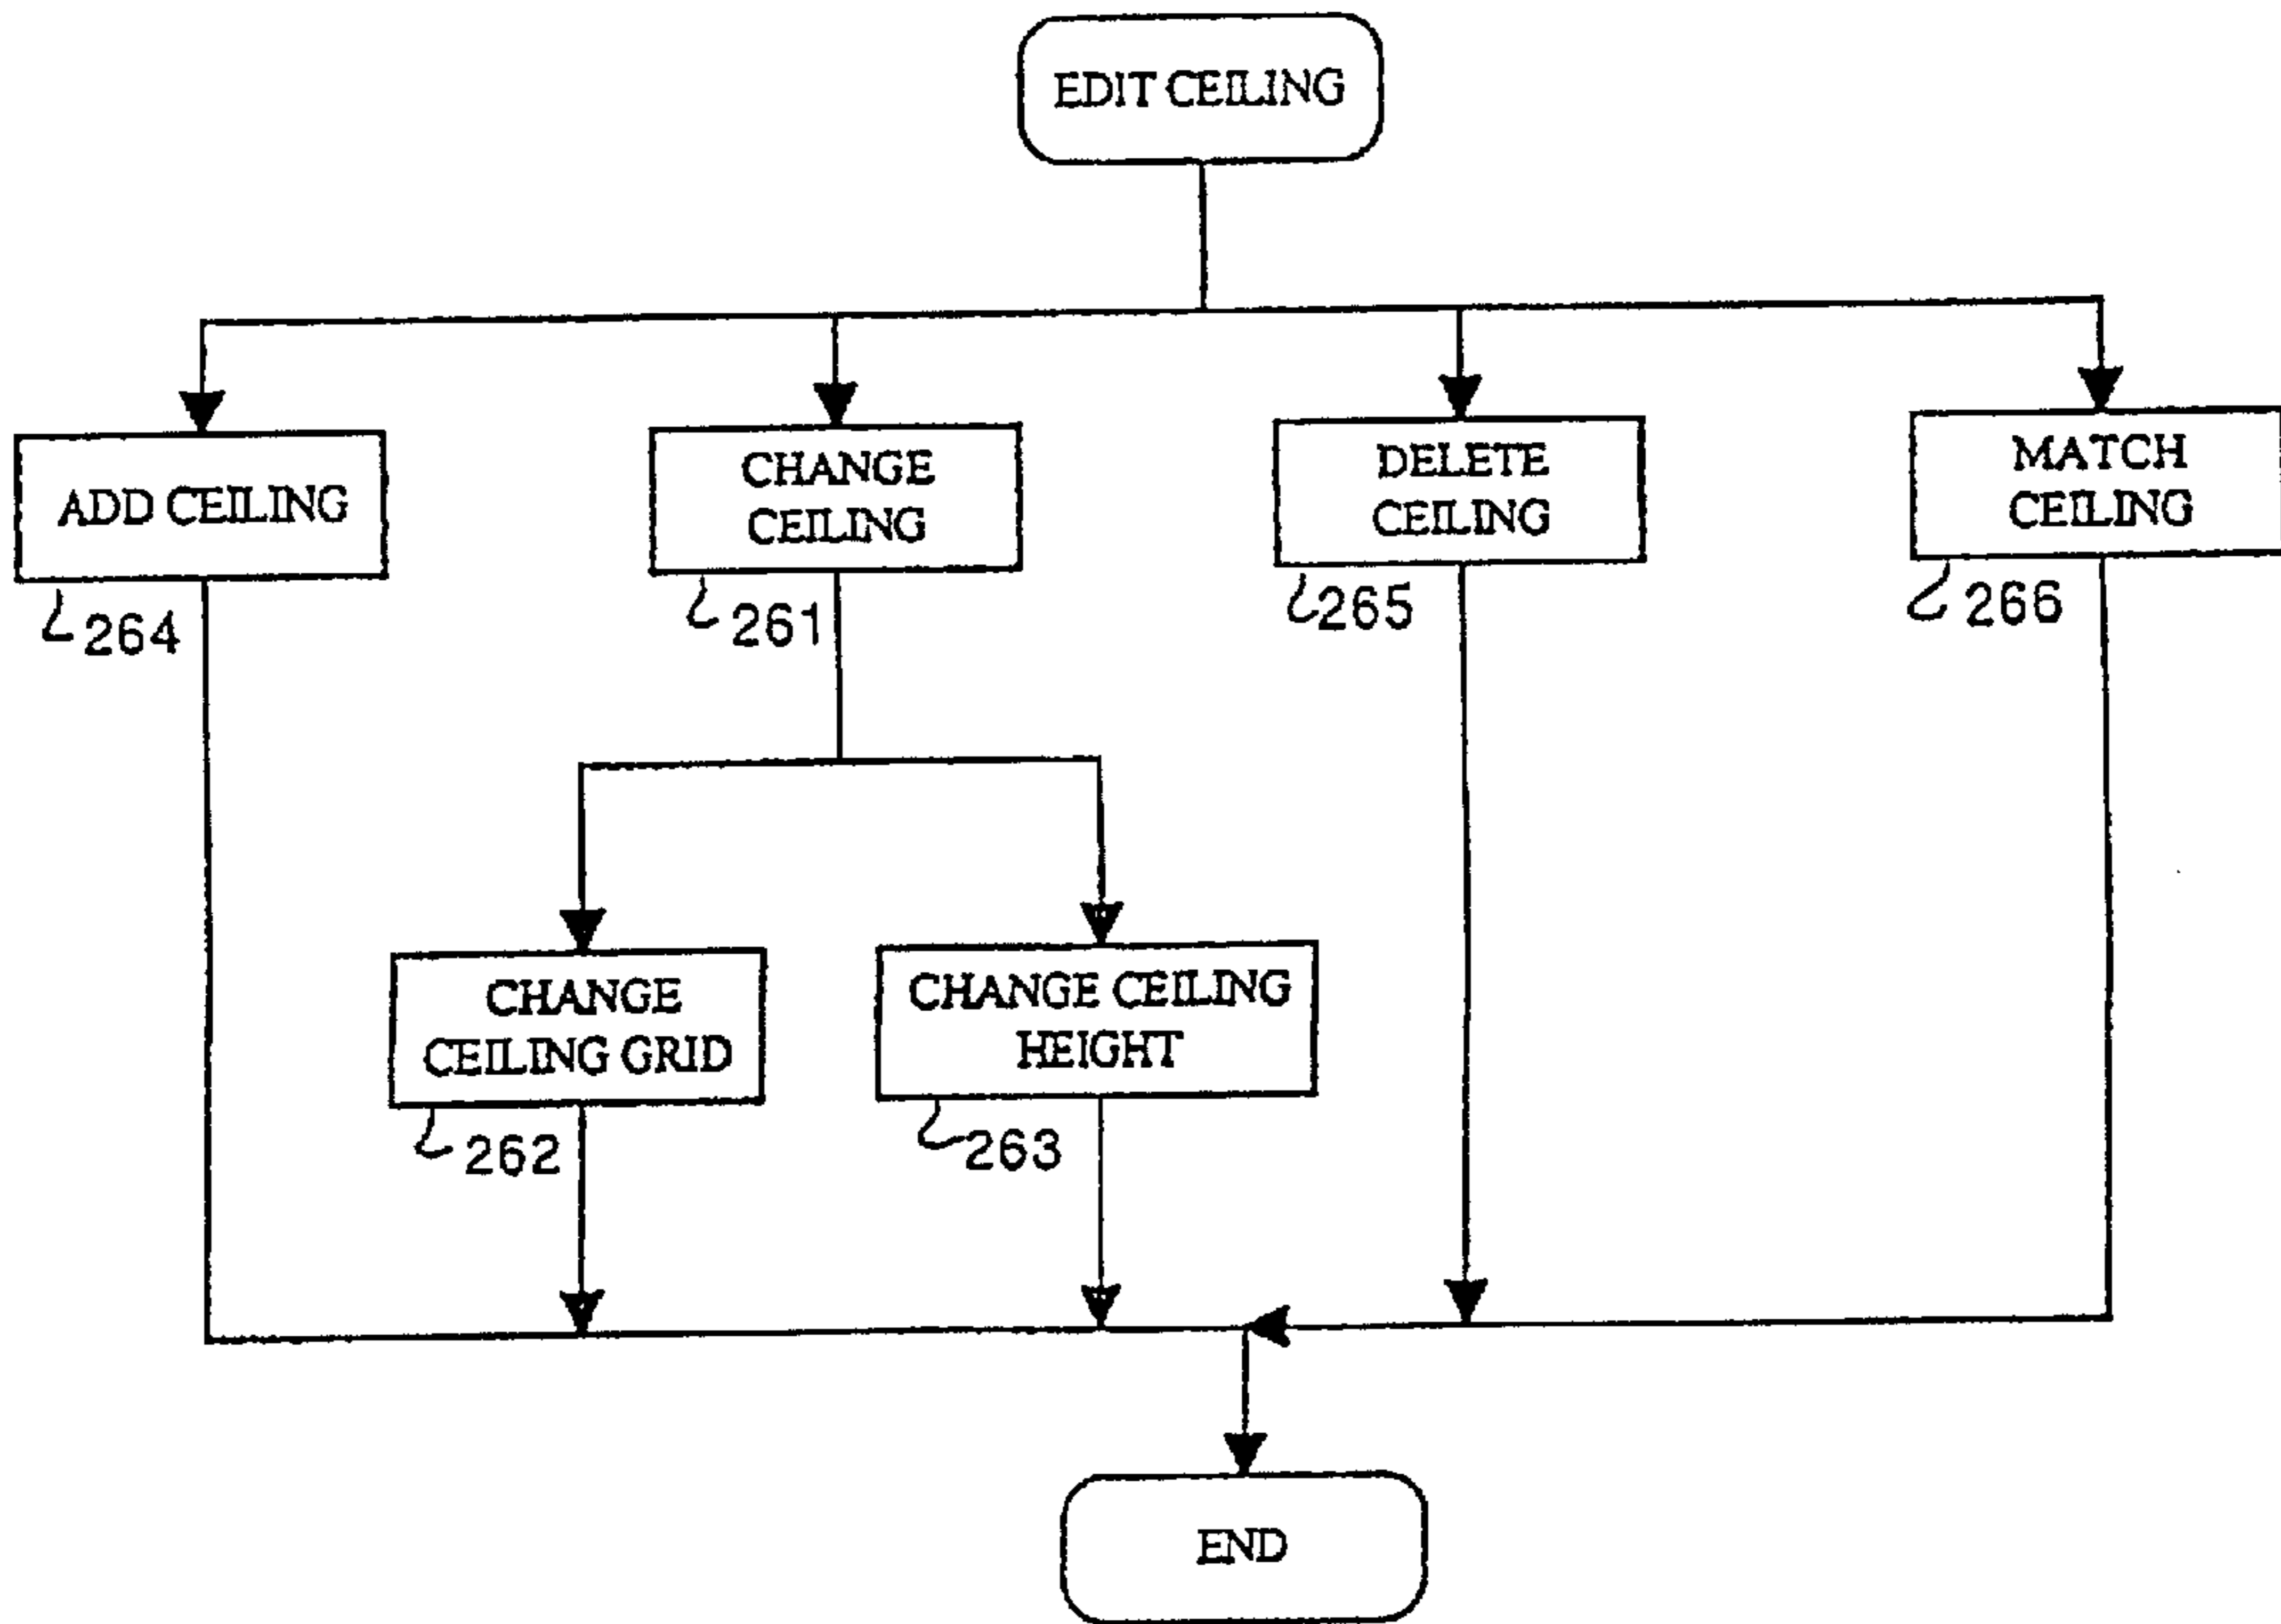 EDIT CEILING
ADD CEILING
264
CHANGE
CEILING
261
DELETE
CEILING
265
MATCH
CEILING
266
CHANGE
CEILING GRID
262
CHANGE CEILING
HEIGHT
263
END